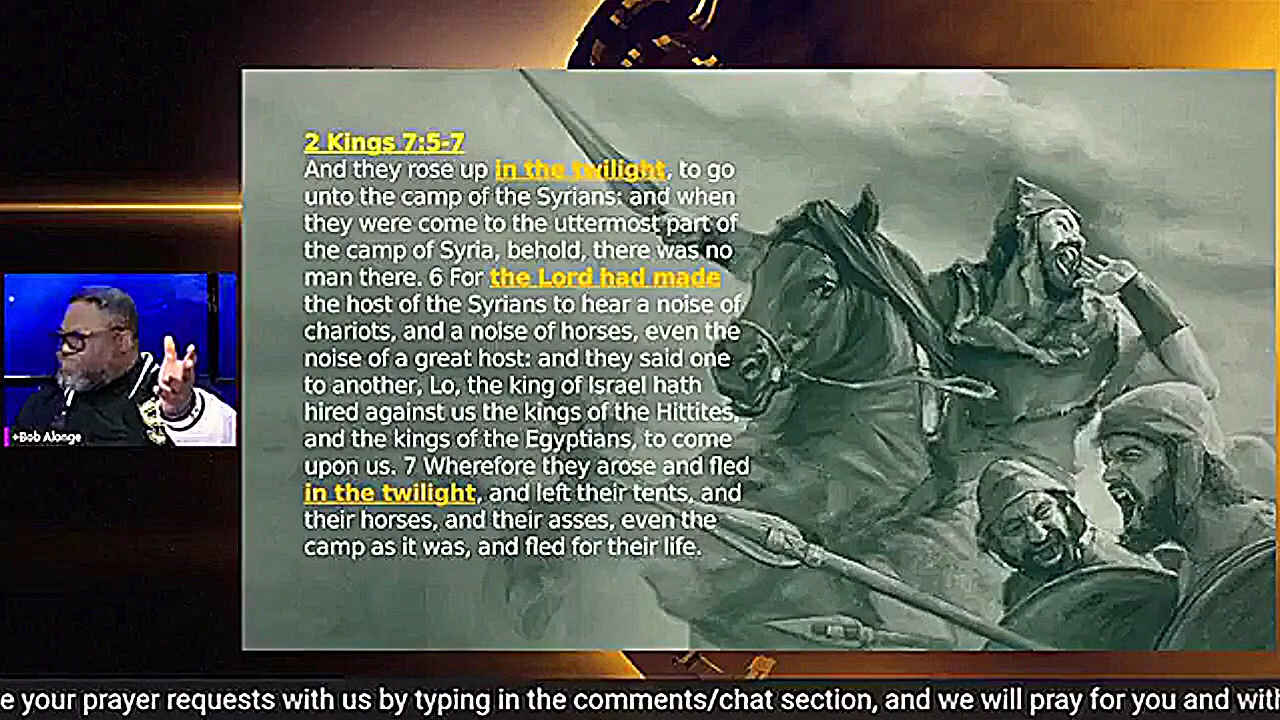 2 Kings 7:5-7
And they rose up in the twilight, to go
unto the camp of the Syrians: and when
they were come to the uttermost part of
the camp of Syria, behold, there was no
man there. 6 For the Lord had made
the host of the Syrians to hear a noise of
chariots, and a noise of horses, even the
noise of a great host: and they said one
to another, Lo, the king of Israel hath
hired against us the kings of the Hittites,
and the kings of the Egyptians, to come
upon us. 7 Wherefore they arose and fled
in the twilight, and left their tents, and
their horses, and their asses, even the
camp as it was, and fled for their life.
+Bob Alonge
e your prayer requests with us by typing in the comments/chat section, and we will pray for you and with